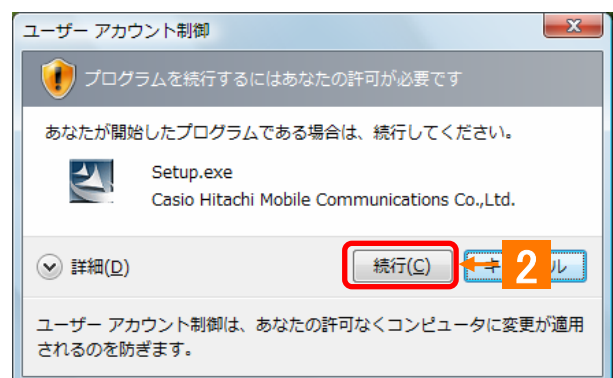 ユーザー アカウント制御
プログラムを続行するにはあなたの許可が必要です
あなたが開始したプログラムである場合は、続行してください。
Setup.exe
Casio Hitachi Mobile Communications Co.,Ltd.
詳細(D)
続行(C)
2
ユーザー アカウント制御は、あなたの許可なくコンピュータに変更が適用
されるのを防ぎます。